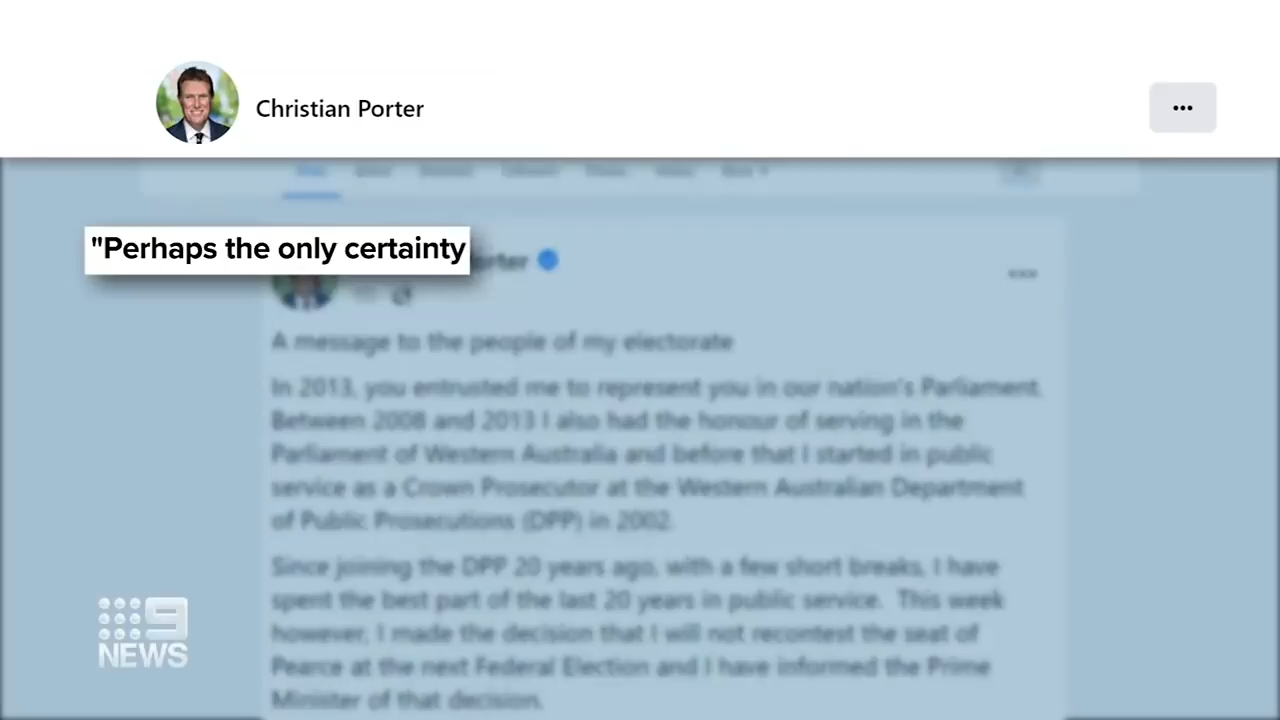 Christian Porter
"Perhaps the only certainty
orter
A message to the people of my electorate
In 2013, you entrusted me to represent you in our nation's Parliament.
Between 2008 and 2013 I also had the honour of serving in the
Parliament of Western Australia and before that I started in public
service as a Crown Prosecutor at the Western Australian Department
of Public Prosecutions (DPP) in 2002.
Since joining the DPP 20 years ago, with a few short breaks, I have
spent the best part of the last 20 years in public service. This week
however, I made the decision that I will not recontest the seat of
Pearce at the next Federal Election and I have informed the Prime
Minister of that decision.
9
NEWS